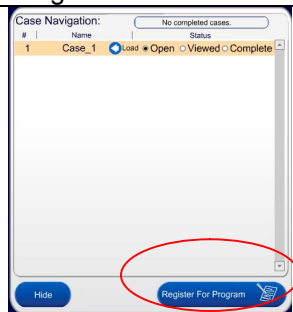 Case Navigation: No completed cases.
# Name Status
1 Case_1 Load Open Viewed Complete
Hide Register For Program